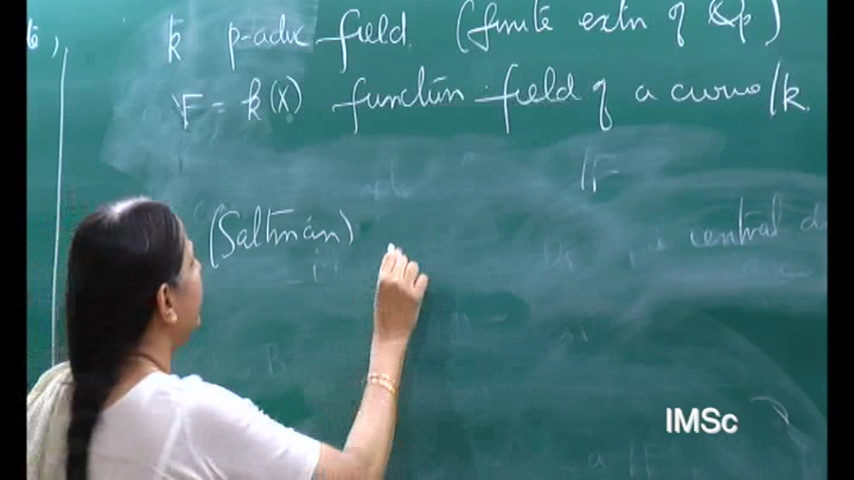 k p-adic field. (finite extn of Qp)
F = k(X) function field of a curve /k.
/F
(Saltman)
central d
IMSc